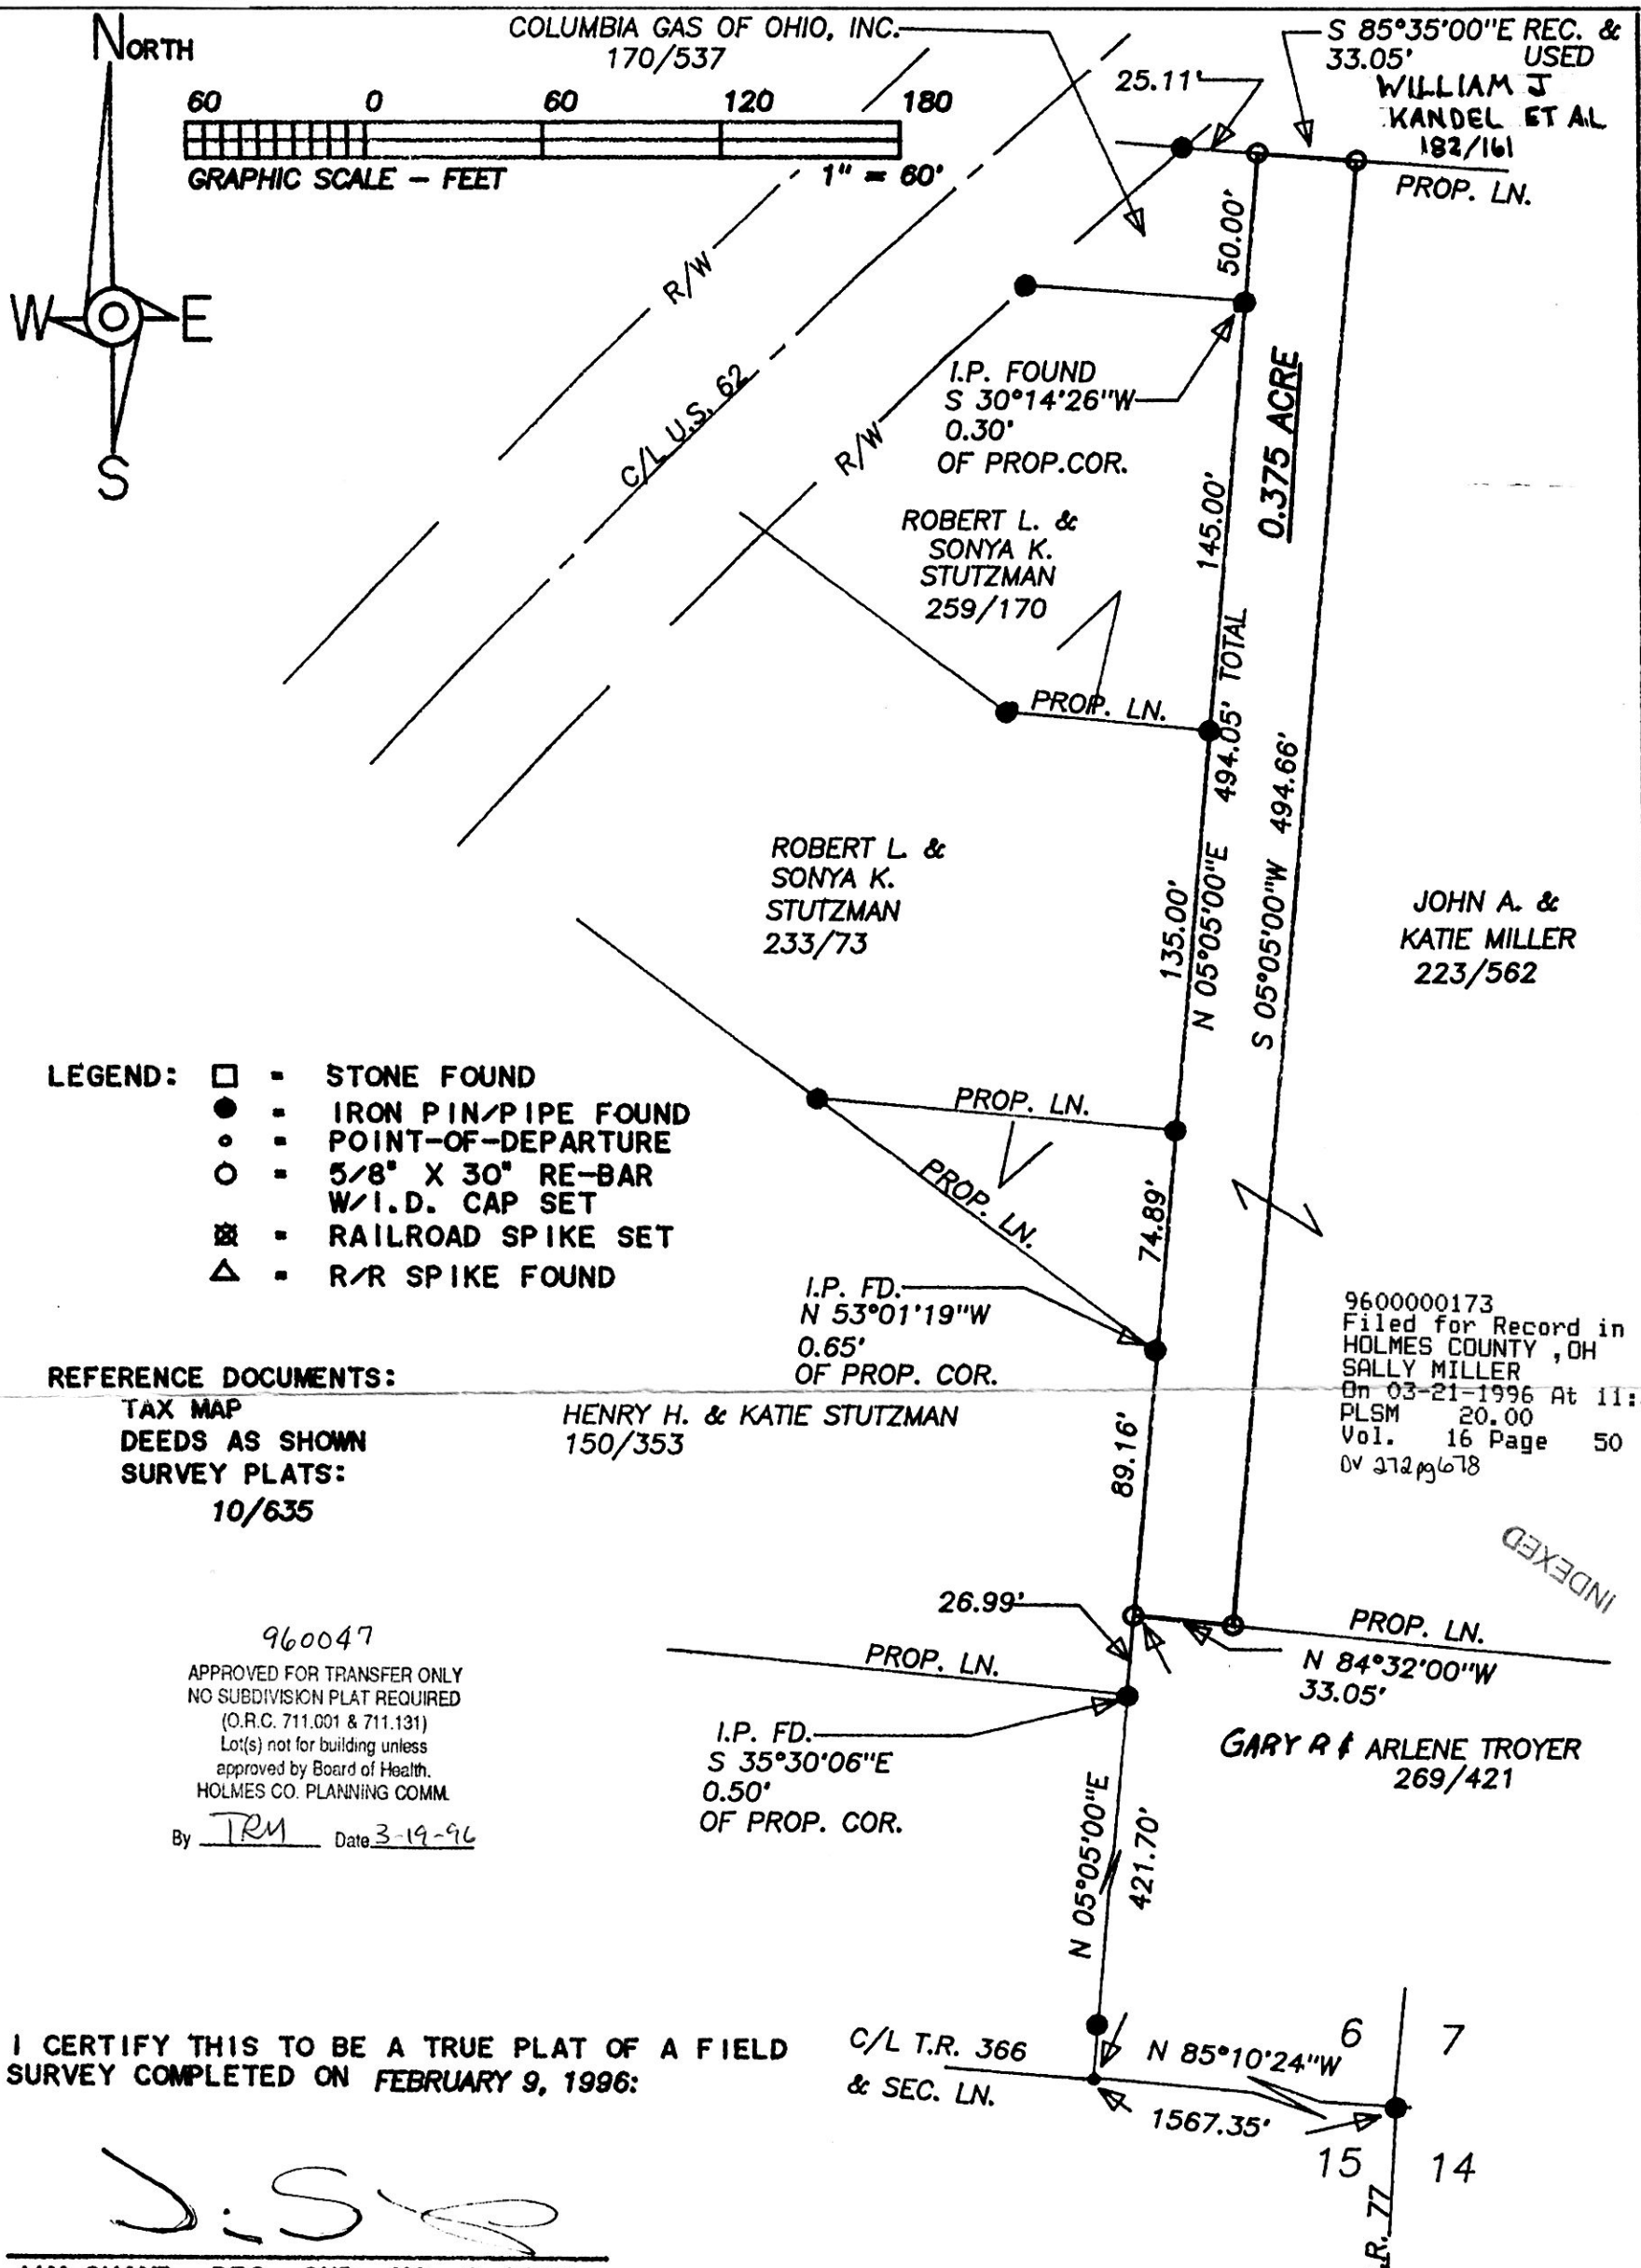 NORTH
W E
S
60 0 60 120 180
GRAPHIC SCALE - FEET 1" = 60'
COLUMBIA GAS OF OHIO, INC.
170/537
25.11'
S 85°35'00"E REC. &
33.05' USED
WILLIAM J
KANDEL ET AL
182/161
PROP. LN.
50.00'
R/W
C/L U.S. 62
R/W
I.P. FOUND
S 30°14'26"W
0.30'
OF PROP.COR.
0.375 ACRE
145.00'
ROBERT L. &
SONYA K.
STUTZMAN
259/170
PROP. LN.
N 05°05'00"E 494.05' TOTAL
S 05°05'00"W 494.66'
135.00'
ROBERT L. &
SONYA K.
STUTZMAN
233/73
JOHN A. &
KATIE MILLER
223/562
LEGEND:
□ - STONE FOUND
● - IRON PIN/PIPE FOUND
∘ - POINT-OF-DEPARTURE
○ - 5/8" X 30" RE-BAR
W/I.D. CAP SET
- RAILROAD SPIKE SET
△ - R/R SPIKE FOUND
PROP. LN.
PROP. LN.
74.89'
I.P. FD.
N 53°01'19"W
0.65'
OF PROP. COR.
9600000173
Filed for Record in
HOLMES COUNTY ,OH
SALLY MILLER
On 03-21-1996 At 11:
PLSM 20.00
Vol. 16 Page 50
DV 272 pg 678
INDEXED
REFERENCE DOCUMENTS:
TAX MAP
DEEDS AS SHOWN
SURVEY PLATS:
10/635
HENRY H. & KATIE STUTZMAN
150/353
89.16'
26.99'
PROP. LN.
PROP. LN.
N 84°32'00"W
33.05'
GARY R & ARLENE TROYER
269/421
I.P. FD.
S 35°30'06"E
0.50'
OF PROP. COR.
960047
APPROVED FOR TRANSFER ONLY
NO SUBDIVISION PLAT REQUIRED
(O.R.C. 711.001 & 711.131)
Lot(s) not for building unless
approved by Board of Health.
HOLMES CO. PLANNING COMM.
By TRM Date 3-19-96
N 05°05'00"E
421.70'
I CERTIFY THIS TO BE A TRUE PLAT OF A FIELD
SURVEY COMPLETED ON FEBRUARY 9, 1996:
C/L T.R. 366
& SEC. LN.
N 85°10'24"W
1567.35'
6 7
15 14
.R. 77